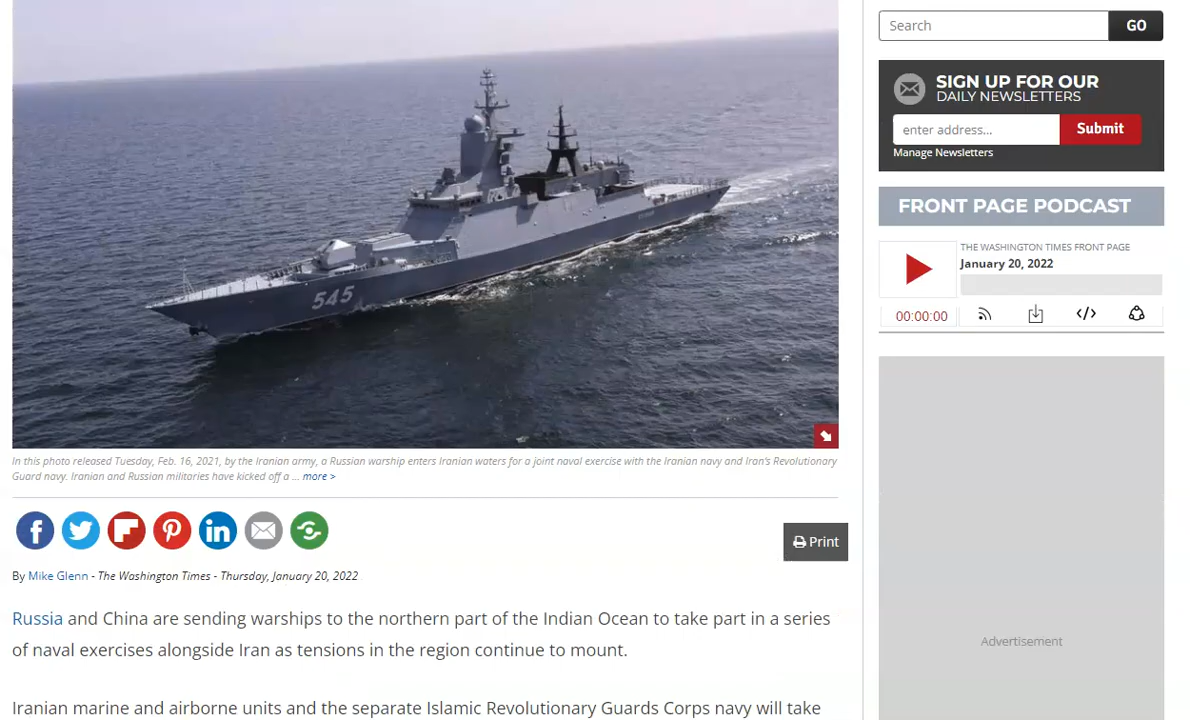 Search
GO
SIGN UP FOR OUR
DAILY NEWSLETTERS
enter address...
Submit
Manage Newsletters
FRONT PAGE PODCAST
THE WASHINGTON TIMES FRONT PAGE
January 20, 2022
00:00:00
Advertisement
545
In this photo released Tuesday, Feb. 16, 2021, by the Iranian army, a Russian warship enters Iranian waters for a joint naval exercise with the Iranian navy and Iran's Revolutionary
Guard navy. Iranian and Russian militaries have kicked off a ... more >
Print
By Mike Glenn - The Washington Times - Thursday, January 20, 2022
Russia and China are sending warships to the northern part of the Indian Ocean to take part in a series
of naval exercises alongside Iran as tensions in the region continue to mount.
Iranian marine and airborne units and the separate Islamic Revolutionary Guards Corps navy will take